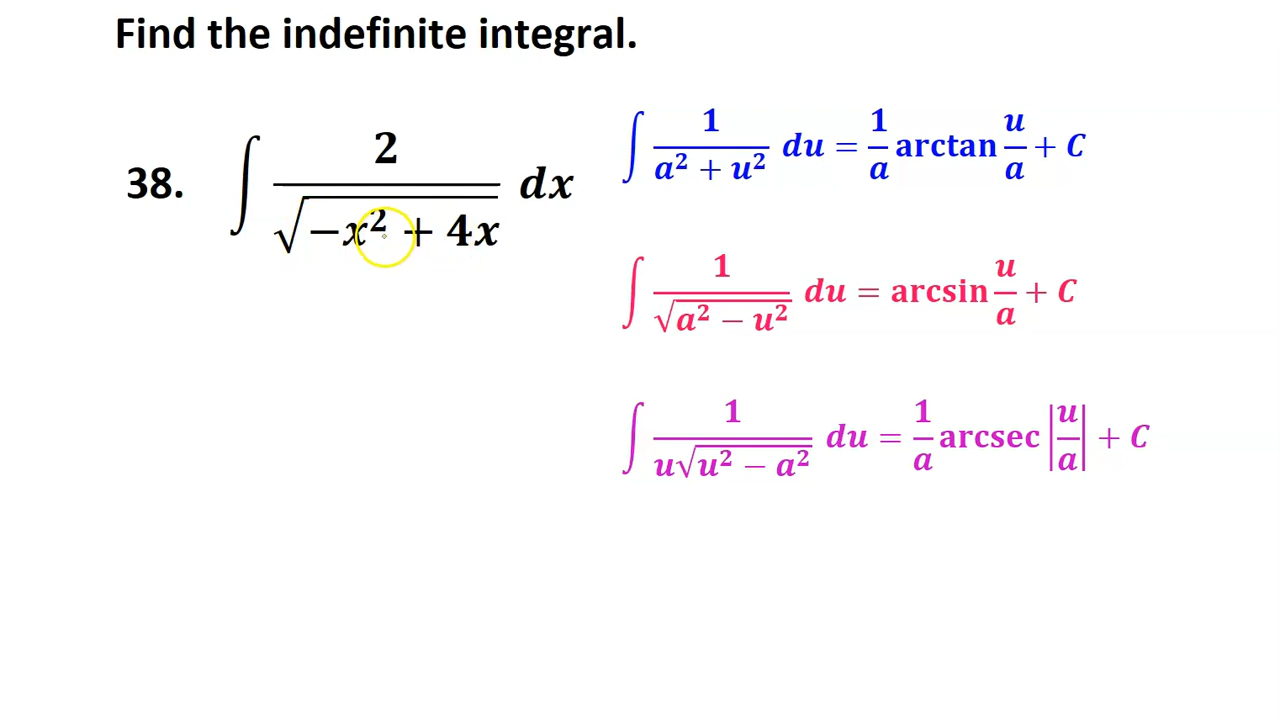 Find the indefinite integral.
38. ∫ 2/√(−x² + 4x) dx
∫ 1/(a² + u²) du = 1/a arctan u/a + C
∫ 1/√(a² − u²) du = arcsin u/a + C
∫ 1/(u√(u² − a²)) du = 1/a arcsec |u/a| + C